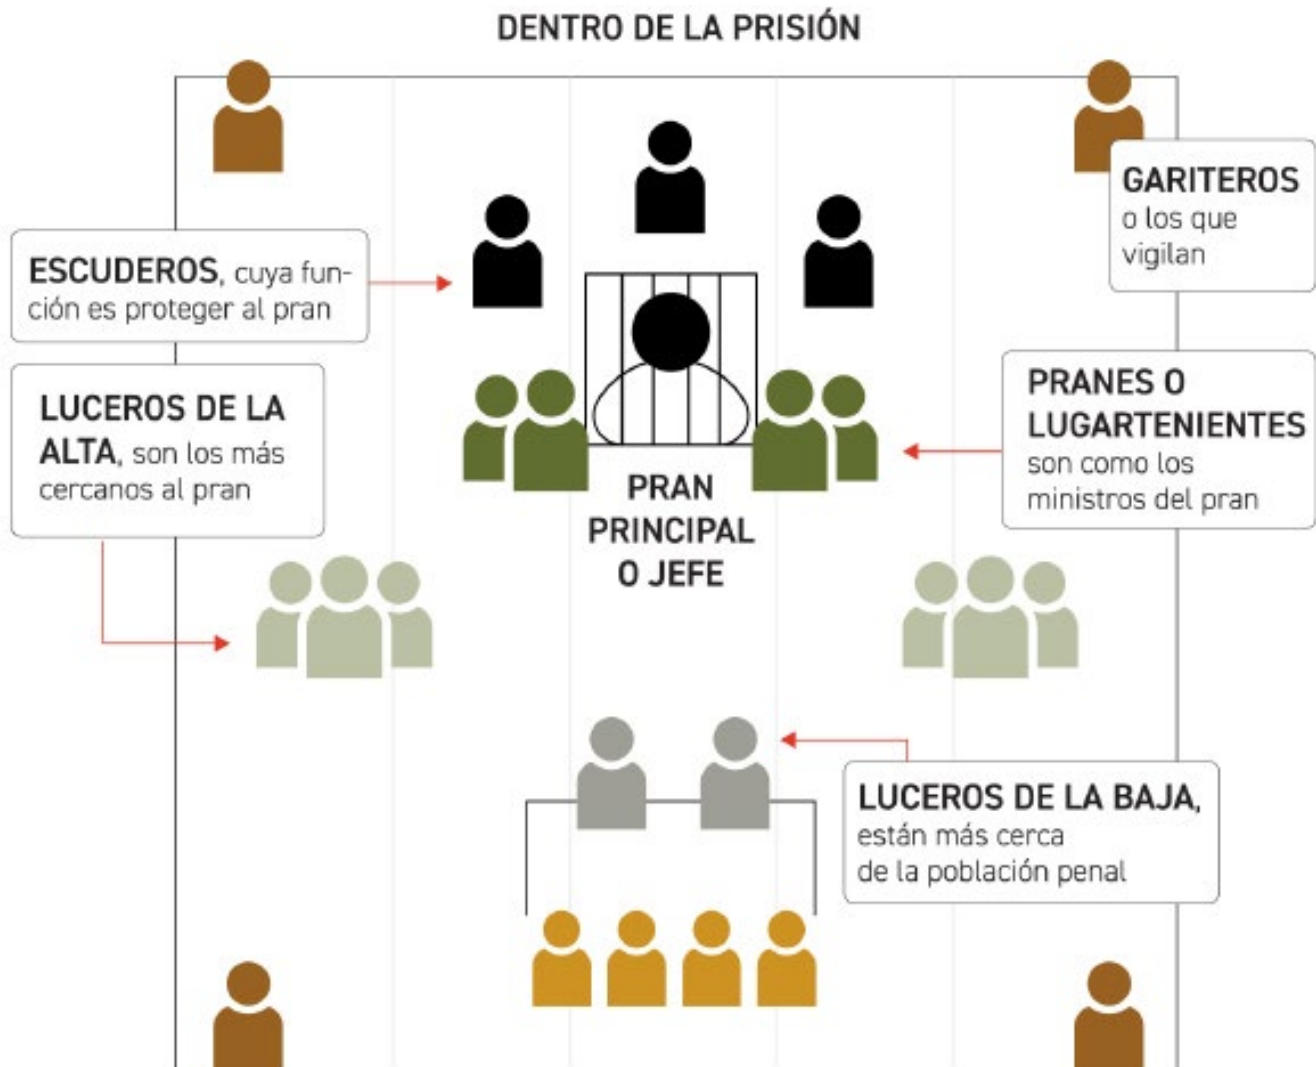 DENTRO DE LA PRISIÓN
GARITEROS
o los que
vigilan
ESCUDEROS, cuya fun-
ción es proteger al pran
LUCEROS DE LA
ALTA, son los más
cercanos al pran
PRANES O
LUGARTENIENTES
son como los
ministros del pran
PRAN
PRINCIPAL
O JEFE
LUCEROS DE LA BAJA,
están más cerca
de la población penal